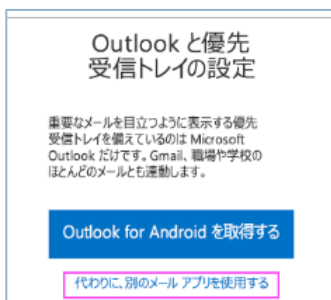 Outlook と優先
受信トレイの設定
重要なメールを目立つように表示する優先
受信トレイを備えているのは Microsoft
Outlook だけです。Gmail、職場や学校の
ほとんどのメールとも連動します。
Outlook for Android を取得する
代わりに、別のメール アプリを使用する